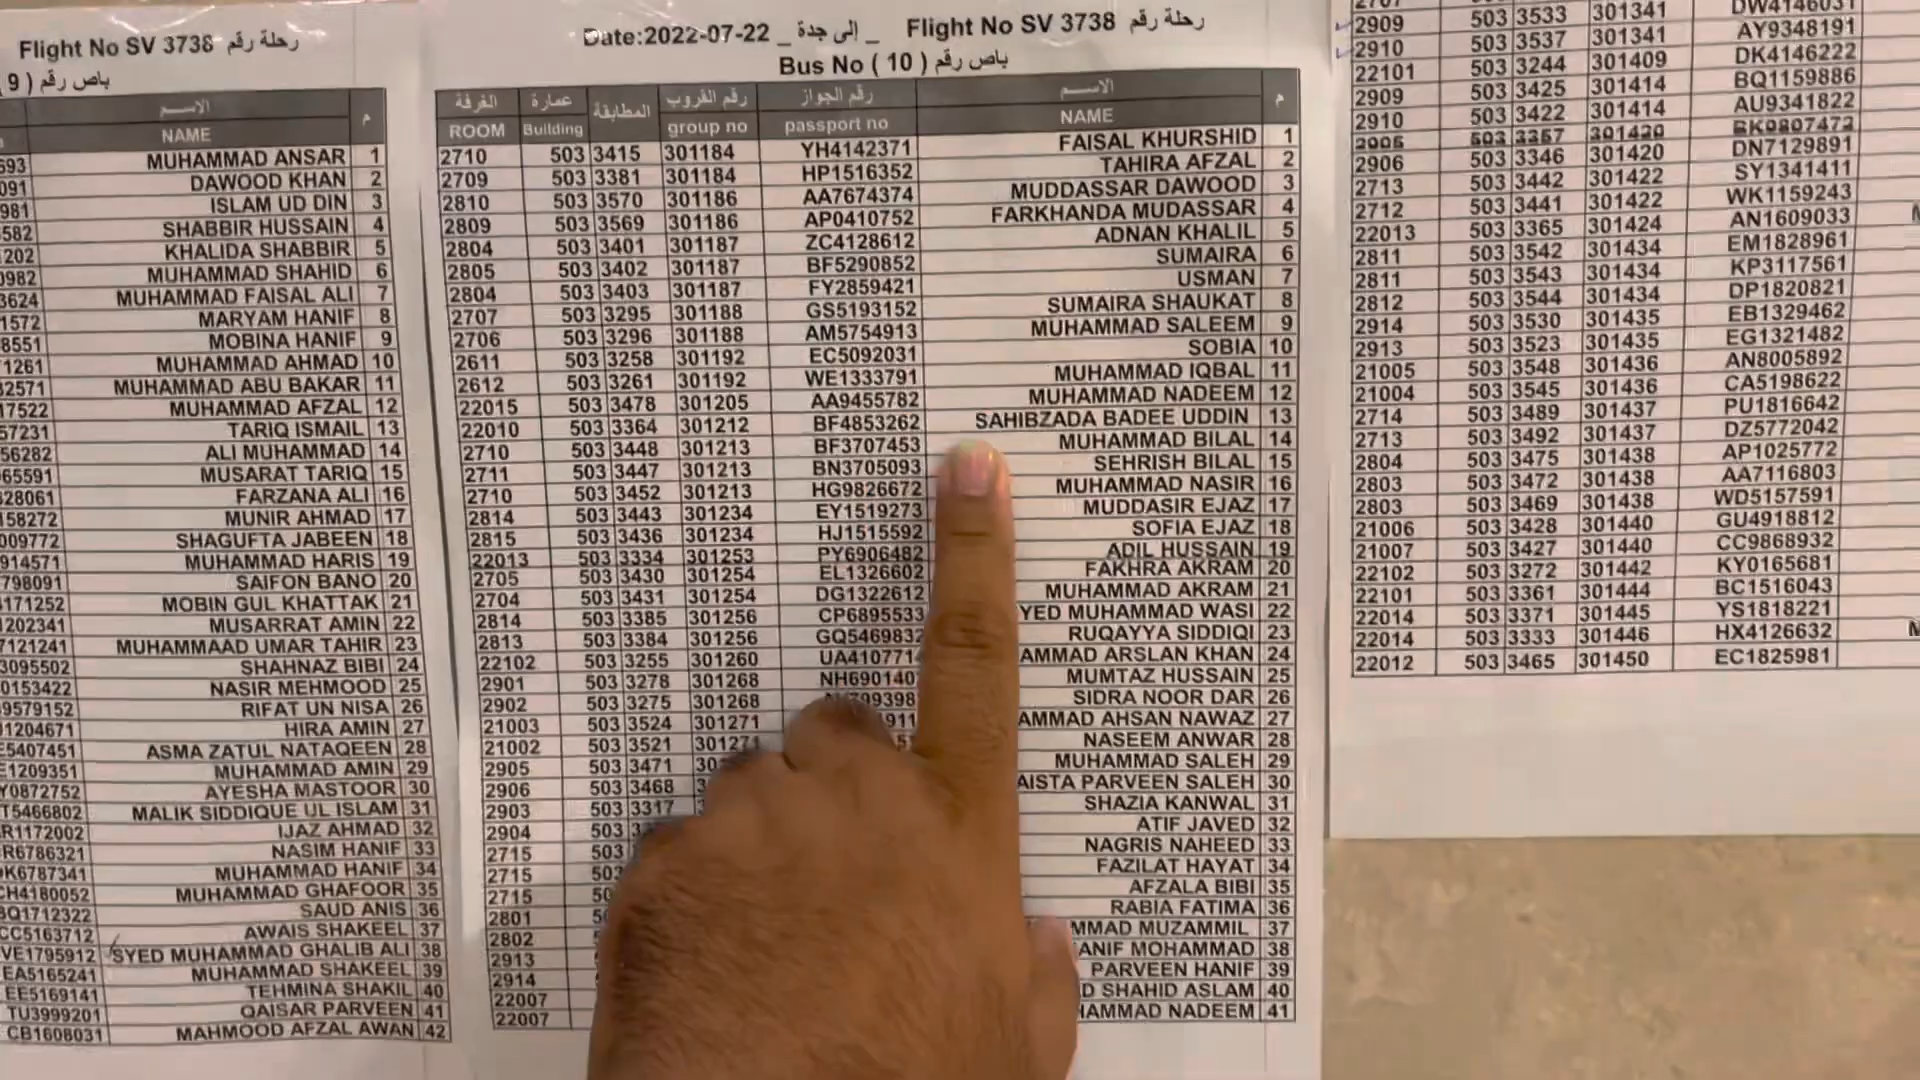 Flight No SV 3738 رحلة رقم
9 ) باص رقم (
الاسم م
NAME
593 MUHAMMAD ANSAR 1
091 DAWOOD KHAN 2
981 ISLAM UD DIN 3
5582 SHABBIR HUSSAIN 4
1202 KHALIDA SHABBIR 5
0982 MUHAMMAD SHAHID 6
3624 MUHAMMAD FAISAL ALI 7
1572 MARYAM HANIF 8
8551 MOBINA HANIF 9
1261 MUHAMMAD AHMAD 10
2571 MUHAMMAD ABU BAKAR 11
17522 MUHAMMAD AFZAL 12
57231 TARIQ ISMAIL 13
56282 ALI MUHAMMAD 14
65591 MUSARAT TARIQ 15
828061 FARZANA ALI 16
158272 MUNIR AHMAD 17
009772 SHAGUFTA JABEEN 18
914571 MUHAMMAD HARIS 19
798091 SAIFON BANO 20
171252 MOBIN GUL KHATTAK 21
1202341 MUSARRAT AMIN 22
7121241 MUHAMMAAD UMAR TAHIR 23
3095502 SHAHNAZ BIBI 24
0153422 NASIR MEHMOOD 25
9579152 RIFAT UN NISA 26
1204671 HIRA AMIN 27
E5407451 ASMA ZATUL NATAQEEN 28
E1209351 MUHAMMAD AMIN 29
Y0872752 AYESHA MASTOOR 30
T5466802 MALIK SIDDIQUE UL ISLAM 31
R1172002 IJAZ AHMAD 32
R6786321 NASIM HANIF 33
K6787341 MUHAMMAD HANIF 34
CH4180052 MUHAMMAD GHAFOOR 35
BQ1712322 SAUD ANIS 36
CC5163712 AWAIS SHAKEEL 37
VE1795912 SYED MUHAMMAD GHALIB ALI 38
EA5165241 MUHAMMAD SHAKEEL 39
EE5169141 TEHMINA SHAKIL 40
TU3999201 QAISAR PARVEEN 41
CB1608031 MAHMOOD AFZAL AWAN 42
Date:2022-07-22 _ إلى جدة _ Flight No SV 3738 رحلة رقم
Bus No ( 10 ) باص رقم
الغرفة عمارة المطابقة رقم القروب رقم الجواز الاسم م
ROOM Building group no passport no NAME
2710 503 3415 301184 YH4142371 FAISAL KHURSHID 1
2709 503 3381 301184 HP1516352 TAHIRA AFZAL 2
2810 503 3570 301186 AA7674374 MUDDASSAR DAWOOD 3
2809 503 3569 301186 AP0410752 FARKHANDA MUDASSAR 4
2804 503 3401 301187 ZC4128612 ADNAN KHALIL 5
2805 503 3402 301187 BF5290852 SUMAIRA 6
2804 503 3403 301187 FY2859421 USMAN 7
2707 503 3295 301188 GS5193152 SUMAIRA SHAUKAT 8
2706 503 3296 301188 AM5754913 MUHAMMAD SALEEM 9
2611 503 3258 301192 EC5092031 SOBIA 10
2612 503 3261 301192 WE1333791 MUHAMMAD IQBAL 11
22015 503 3478 301205 AA9455782 MUHAMMAD NADEEM 12
22010 503 3364 301212 BF4853262 SAHIBZADA BADEE UDDIN 13
2710 503 3448 301213 BF3707453 MUHAMMAD BILAL 14
2711 503 3447 301213 BN3705093 SEHRISH BILAL 15
2710 503 3452 301213 HG9826672 MUHAMMAD NASIR 16
2814 503 3443 301234 EY1519273 MUDDASIR EJAZ 17
2815 503 3436 301234 HJ1515592 SOFIA EJAZ 18
22013 503 3334 301253 PY6906482 ADIL HUSSAIN 19
2705 503 3430 301254 EL1326602 FAKHRA AKRAM 20
2704 503 3431 301254 DG1322612 MUHAMMAD AKRAM 21
2814 503 3385 301256 CP6895533 YED MUHAMMAD WASI 22
2813 503 3384 301256 GQ5469832 RUQAYYA SIDDIQI 23
22102 503 3255 301260 UA410771 AMMAD ARSLAN KHAN 24
2901 503 3278 301268 NH690140 MUMTAZ HUSSAIN 25
2902 503 3275 301268 SIDRA NOOR DAR 26
21003 503 3524 301271 911 AMMAD AHSAN NAWAZ 27
21002 503 3521 301271 NASEEM ANWAR 28
2905 503 3471 30 MUHAMMAD SALEH 29
2906 503 3468 3 AISTA PARVEEN SALEH 30
2903 503 3317 SHAZIA KANWAL 31
2904 503 3 ATIF JAVED 32
2715 503 NAGRIS NAHEED 33
2715 503 FAZILAT HAYAT 34
2715 50 AFZALA BIBI 35
2801 RABIA FATIMA 36
2802 MMAD MUZAMMIL 37
2913 ANIF MOHAMMAD 38
2914 PARVEEN HANIF 39
22007 D SHAHID ASLAM 40
22007 HAMMAD NADEEM 41
2909 503 3533 301341 DW4146031
2910 503 3537 301341 AY9348191
22101 503 3244 301409 DK4146222
2909 503 3425 301414 BQ1159886
2910 503 3422 301414 AU9341822
2905 503 3357 301420 BK0807473
2906 503 3346 301420 DN7129891
2713 503 3442 301422 SY1341411
2712 503 3441 301422 WK1159243
22013 503 3365 301424 AN1609033
2811 503 3542 301434 EM1828961
2811 503 3543 301434 KP3117561
2812 503 3544 301434 DP1820821
2914 503 3530 301435 EB1329462
2913 503 3523 301435 EG1321482
21005 503 3548 301436 AN8005892
21004 503 3545 301436 CA5198622
2714 503 3489 301437 PU1816642
2713 503 3492 301437 DZ5772042
2804 503 3475 301438 AP1025772
2803 503 3472 301438 AA7116803
2803 503 3469 301438 WD5157591
21006 503 3428 301440 GU4918812
21007 503 3427 301440 CC9868932
22102 503 3272 301442 KY0165681
22101 503 3361 301444 BC1516043
22014 503 3371 301445 YS1818221
22014 503 3333 301446 HX4126632
22012 503 3465 301450 EC1825981